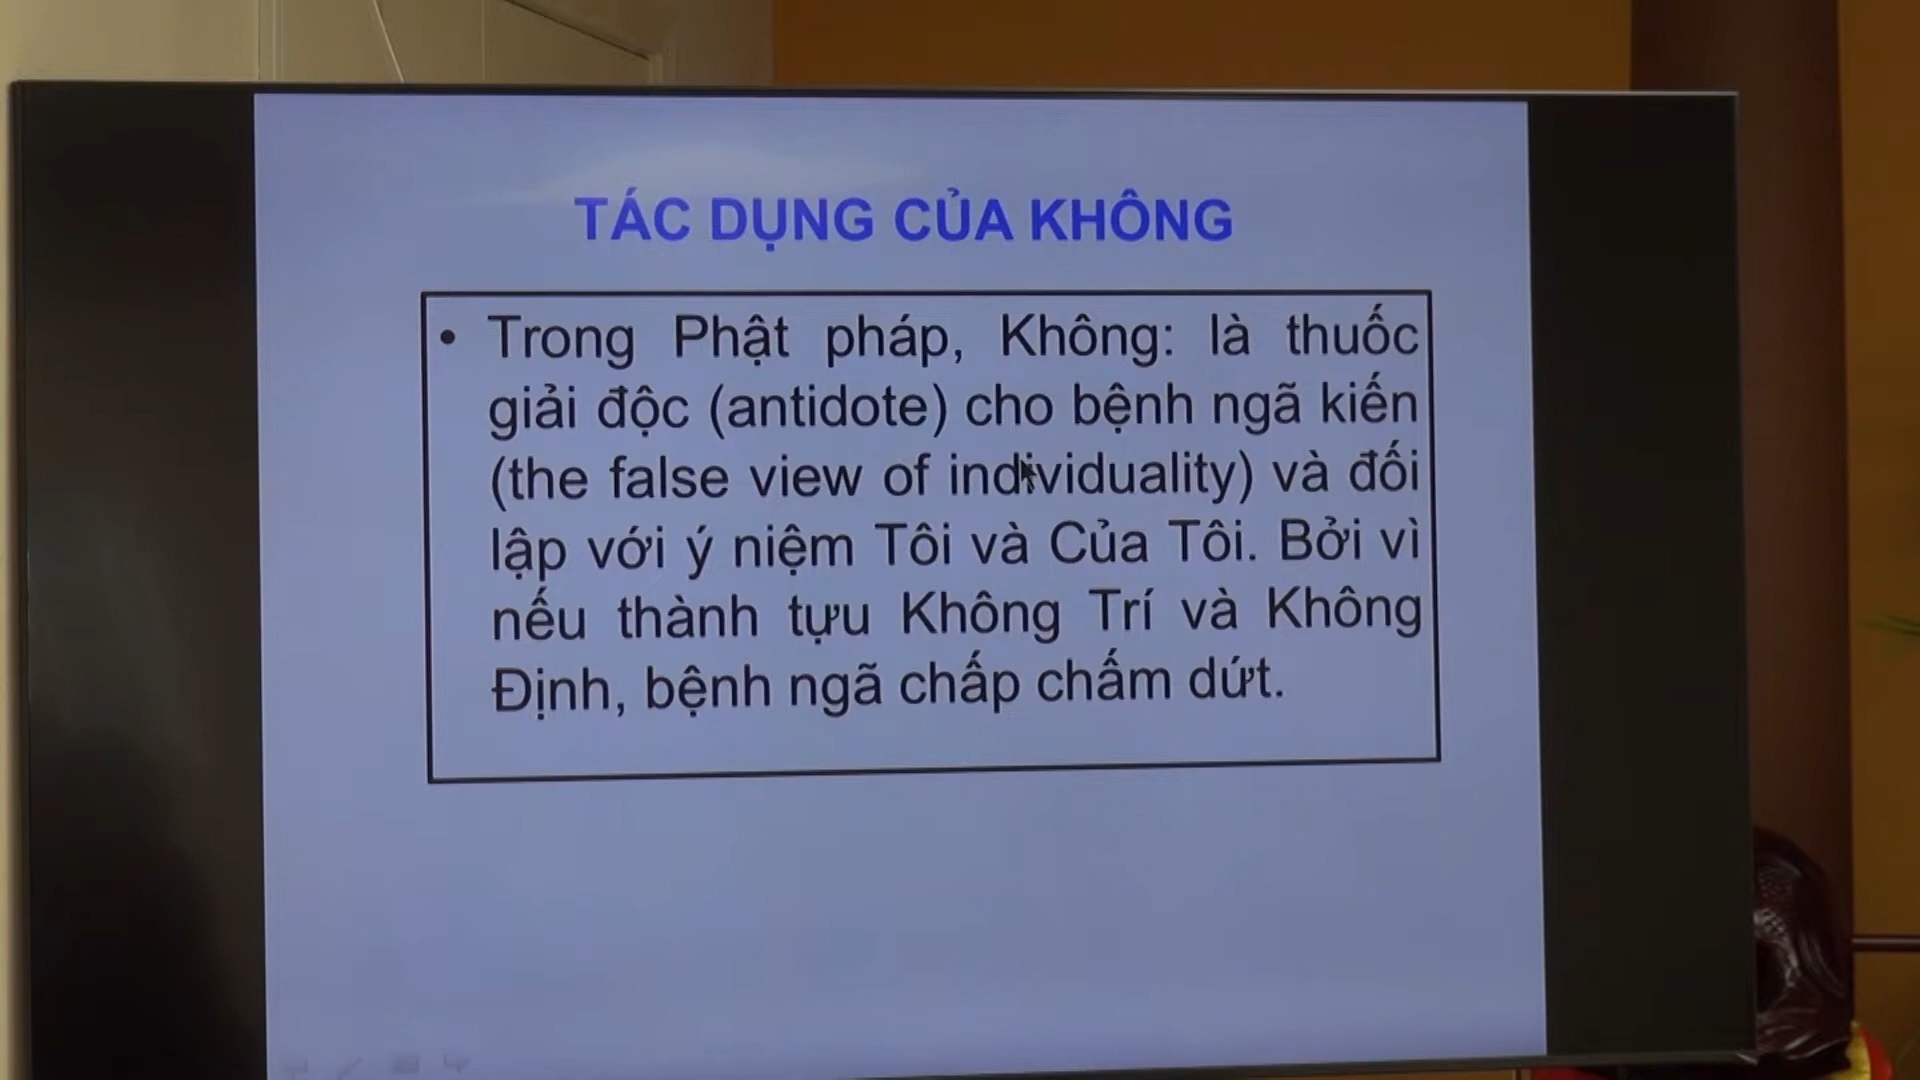 TÁC DỤNG CỦA KHÔNG
• Trong Phật pháp, Không: là thuốc
giải độc (antidote) cho bệnh ngã kiến
(the false view of individuality) và đối
lập với ý niệm Tôi và Của Tôi. Bởi vì
nếu thành tựu Không Trí và Không
Định, bệnh ngã chấp chấm dứt.